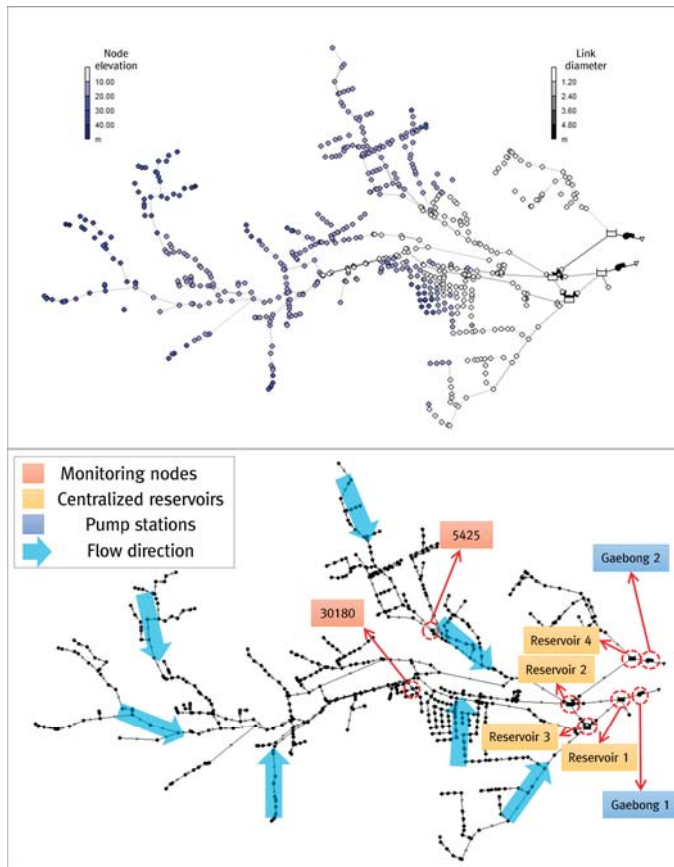 Node
elevation
10.00
20.00
30.00
40.00
m
Link
diameter
1.20
2.40
3.60
4.80
m
Monitoring nodes
Centralized reservoirs
Pump stations
Flow direction
5425
30180
Gaebong 2
Reservoir 4
Reservoir 2
Reservoir 3
Reservoir 1
Gaebong 1